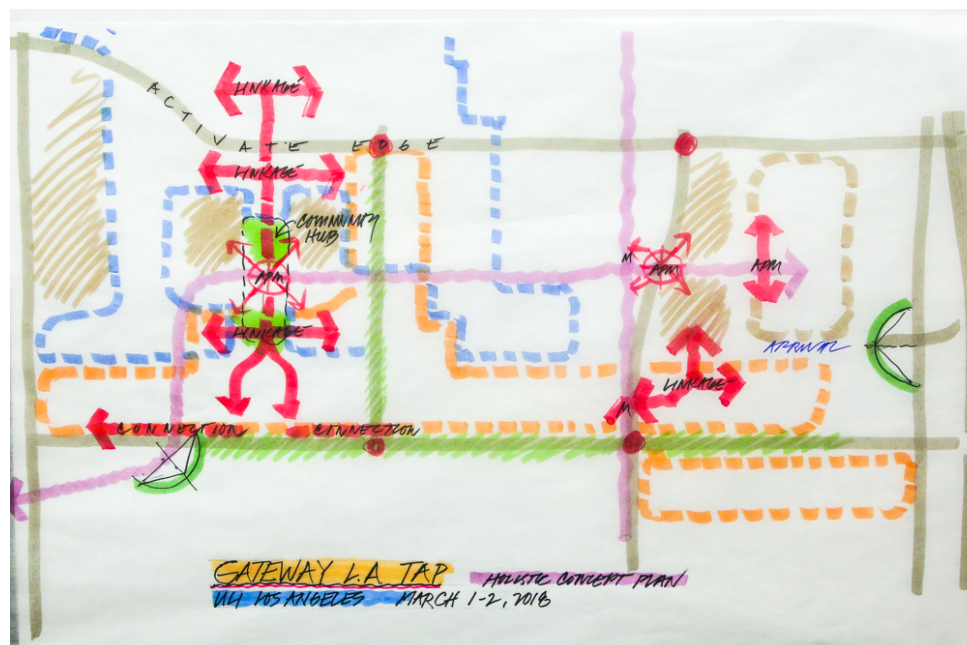 LINKAGE
ACTIVATE EDGE
LINKAGE
COMMUNITY
HUB
APM
M
APM
APM
LINKAGE
ARRIVAL
LINKAGE
M
CONNECTION
CONNECTION
GATEWAY L.A TAP
HOLISTIC CONCEPT PLAN
ULI LOS ANGELES MARCH 1-2, 2018